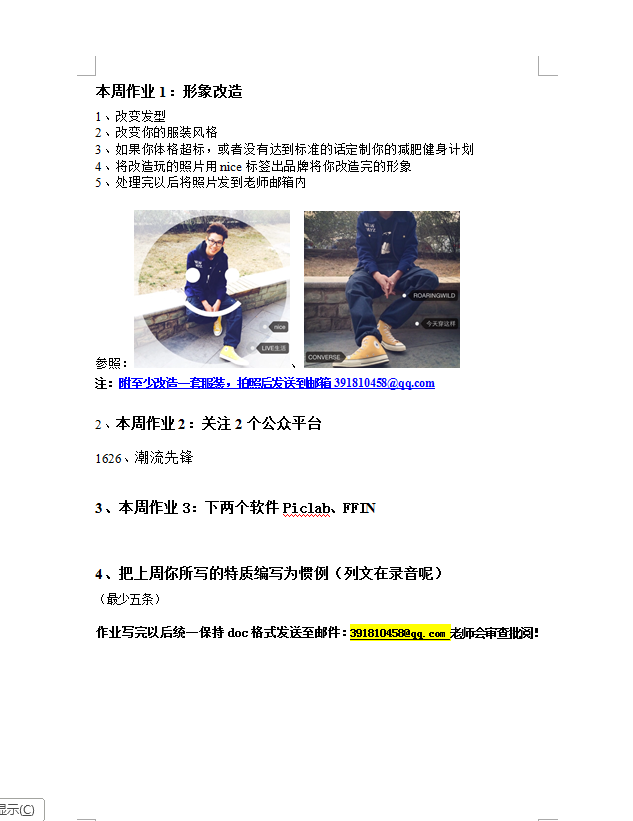 本周作业 1：形象改造
1、改变发型
2、改变你的服装风格
3、如果你体格超标，或者没有达到标准的话定制你的减肥健身计划
4、将改造玩的照片用 nice 标签出品牌将你改造完的形象
5、处理完以后将照片发到老师邮箱内
nice
LIVE生活
ROARINGWILD
今天穿这样
CONVERSE
参照：、
注：附至少改造一套服装，拍照后发送到邮箱 391810458@qq.com
2、本周作业 2：关注 2 个公众平台
1626、潮流先锋
3、本周作业 3：下两个软件 Piclab、FFIN
4、把上周你所写的特质编写为惯例（列文在录音呢）
（最少五条）
作业写完以后统一保持 doc 格式发送至邮件：391810458@qq.com 老师会审查批阅！
显示(C)